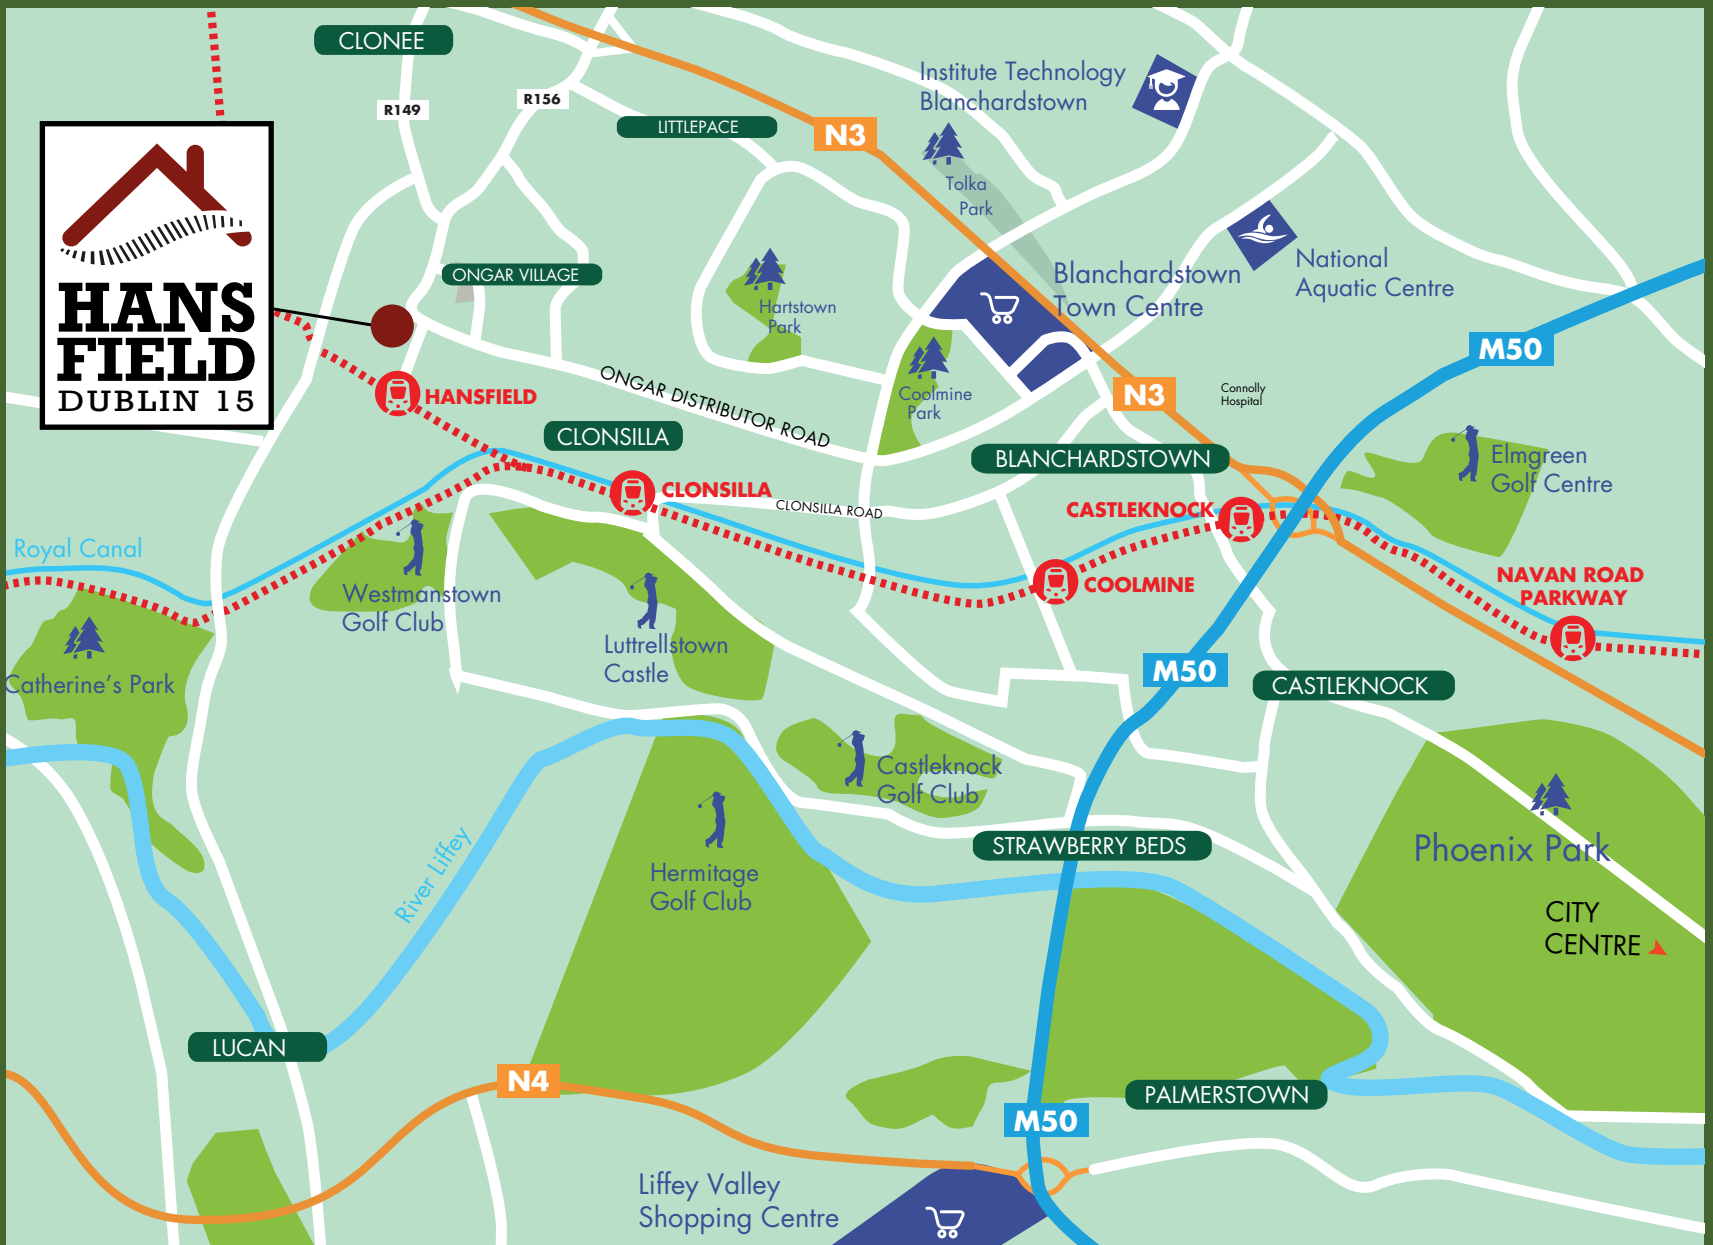 CLONEE
R149
R156
LITTLEPACE
N3
Institute Technology
Blanchardstown
Tolka
Park
HANS
FIELD
DUBLIN 15
ONGAR VILLAGE
Hartstown
Park
Blanchardstown
Town Centre
National
Aquatic Centre
M50
HANSFIELD
ONGAR DISTRIBUTOR ROAD
Coolmine
Park
N3
Connolly
Hospital
CLONSILLA
BLANCHARDSTOWN
Elmgreen
Golf Centre
CLONSILLA
CLONSILLA ROAD
CASTLEKNOCK
Royal Canal
COOLMINE
NAVAN ROAD
PARKWAY
Westmanstown
Golf Club
Luttrellstown
Castle
Catherine's Park
M50
CASTLEKNOCK
Castleknock
Golf Club
River Liffey
Hermitage
Golf Club
STRAWBERRY BEDS
Phoenix Park
CITY
CENTRE
LUCAN
N4
PALMERSTOWN
M50
Liffey Valley
Shopping Centre